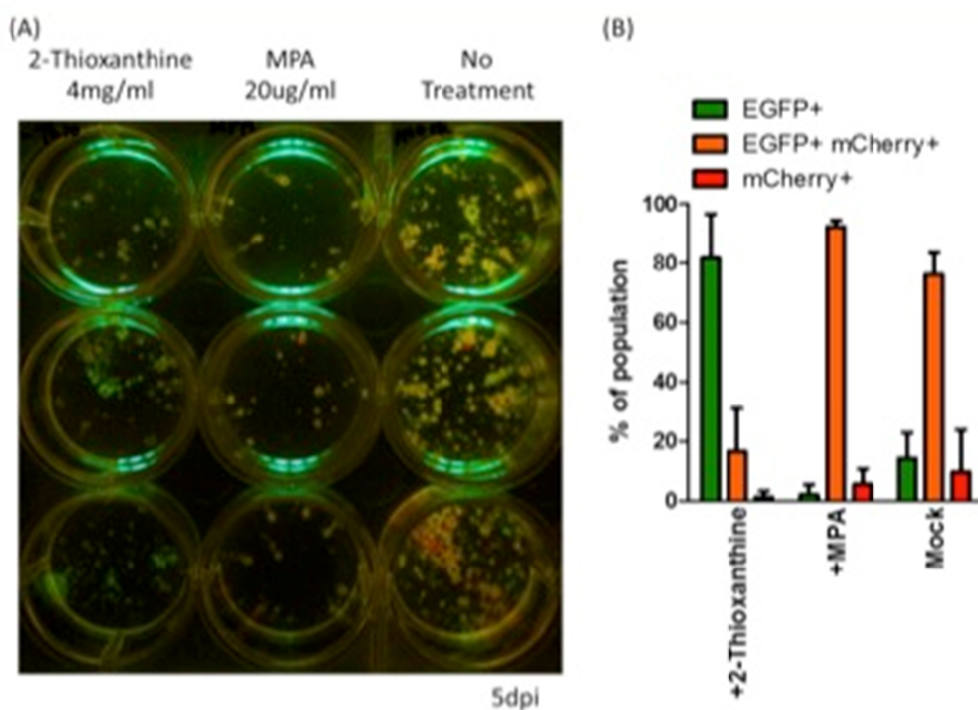 (A)
2-Thioxanthine
4mg/ml
MPA
20ug/ml
No
Treatment
5dpi
(B)
EGFP+
EGFP+ mCherry+
mCherry+
% of population
100
80
60
40
20
0
+2-Thioxanthine
+MPA
Mock